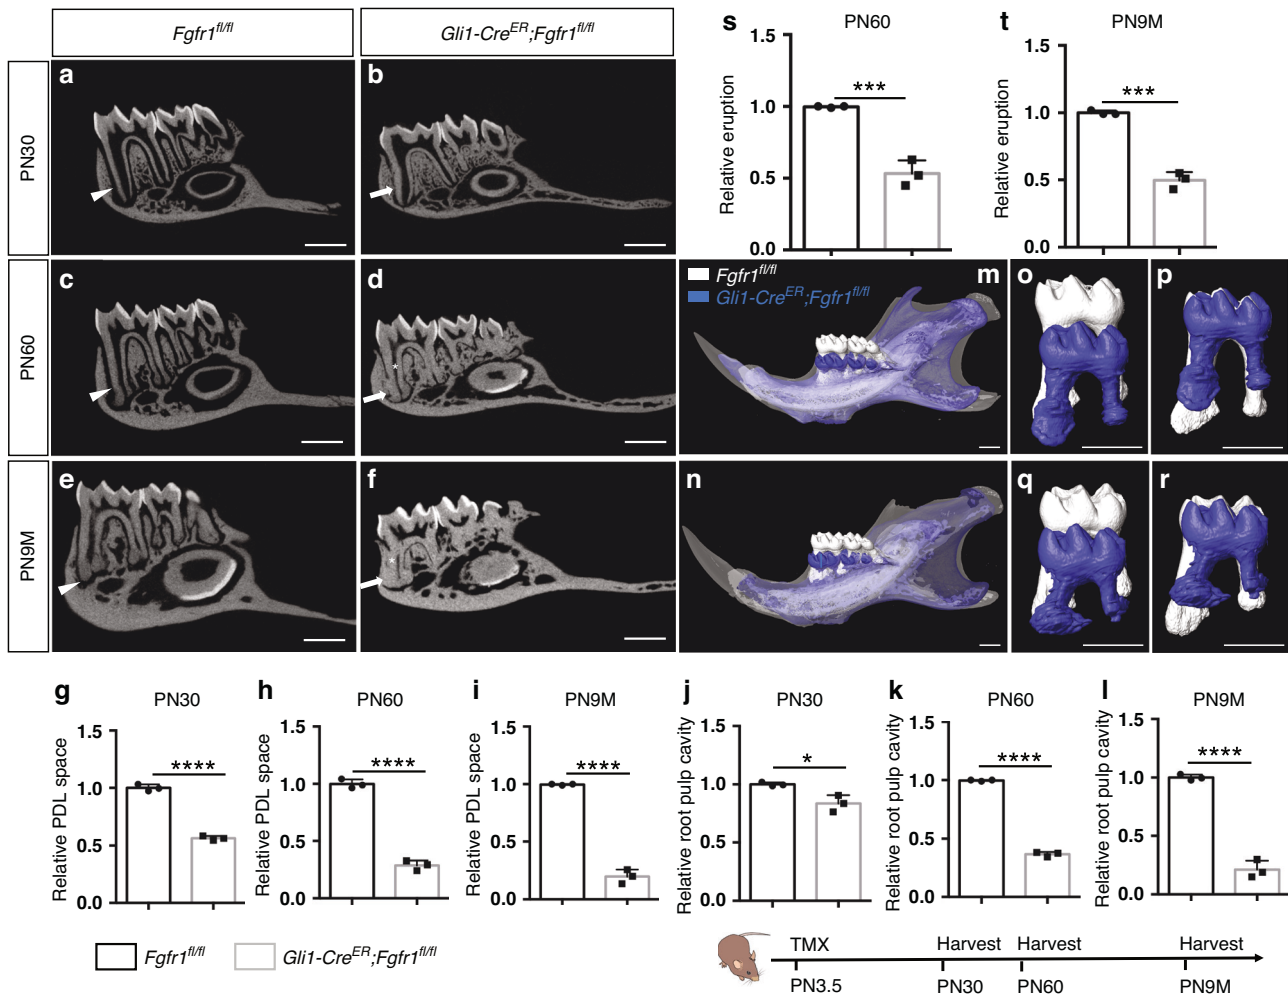 Fgfr1fl/fl
Gli1-CreER;Fgfr1fl/fl
PN30
PN60
PN9M
a
b
c
d
*
e
f
*
s
PN60
Relative eruption
1.5
1.0
0.5
0.0
***
t
PN9M
Relative eruption
1.5
1.0
0.5
0.0
***
Fgfr1fl/fl
Gli1-CreER;Fgfr1fl/fl
m
o
p
n
q
r
g
PN30
Relative PDL space
1.5
1.0
0.5
0.0
****
h
PN60
Relative PDL space
1.5
1.0
0.5
0.0
****
i
PN9M
Relative PDL space
1.5
1.0
0.5
0.0
****
j
PN30
Relative root pulp cavity
1.5
1.0
0.5
0.0
*
k
PN60
Relative root pulp cavity
1.5
1.0
0.5
0.0
****
l
PN9M
Relative root pulp cavity
1.5
1.0
0.5
0.0
****
Fgfr1fl/fl
Gli1-CreER;Fgfr1fl/fl
TMX
Harvest
Harvest
Harvest
PN3.5
PN30
PN60
PN9M